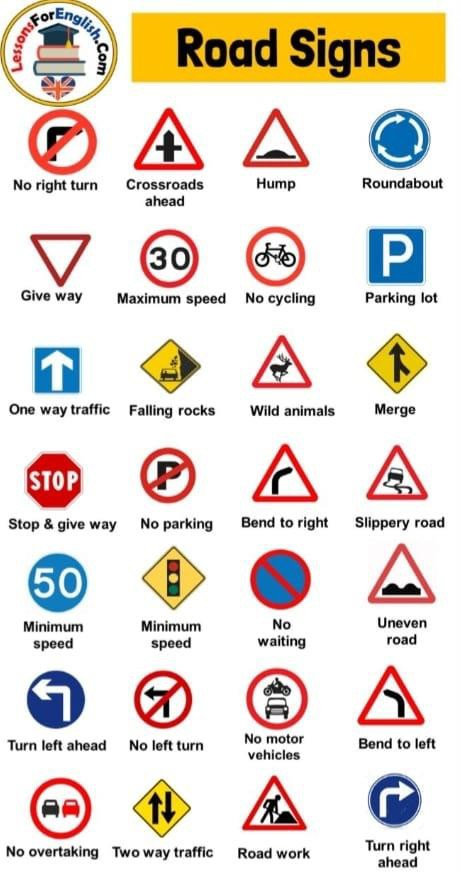 LessonsForEnglish.Com
Road Signs
No right turn
Crossroads
ahead
Hump
Roundabout
Give way
30
Maximum speed
No cycling
P
Parking lot
One way traffic
Falling rocks
Wild animals
Merge
STOP
Stop & give way
P
No parking
Bend to right
Slippery road
50
Minimum
speed
Minimum
speed
No
waiting
Uneven
road
Turn left ahead
No left turn
No motor
vehicles
Bend to left
No overtaking
Two way traffic
Road work
Turn right
ahead